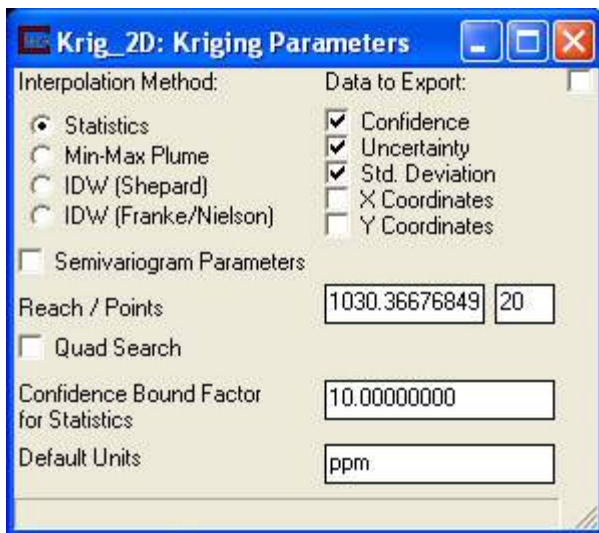 Krig_2D: Kriging Parameters
Interpolation Method:
Data to Export:
Statistics
Min-Max Plume
IDW (Shepard)
IDW (Franke/Nielson)
Confidence
Uncertainty
Std. Deviation
X Coordinates
Y Coordinates
Semivariogram Parameters
Reach / Points
1030.36676849
20
Quad Search
Confidence Bound Factor
for Statistics
10.00000000
Default Units
ppm